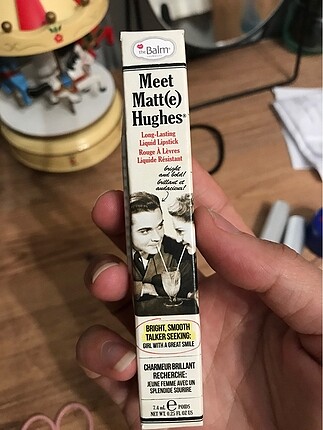 theBalm®
Meet
Matt(e)
Hughes®
Long-Lasting
Liquid Lipstick
Rouge À Lèvres
Liquide Résistant
bright
and bold!
brillant et
audacieux!
BRIGHT, SMOOTH
TALKER SEEKING:
GIRL WITH A GREAT SMILE
CHARMEUR BRILLANT
RECHERCHE:
JEUNE FEMME AVEC UN
SPLENDIDE SOURIRE
7.4 mL ℮ POIDS
NET WT. 0.25 FL OZ US